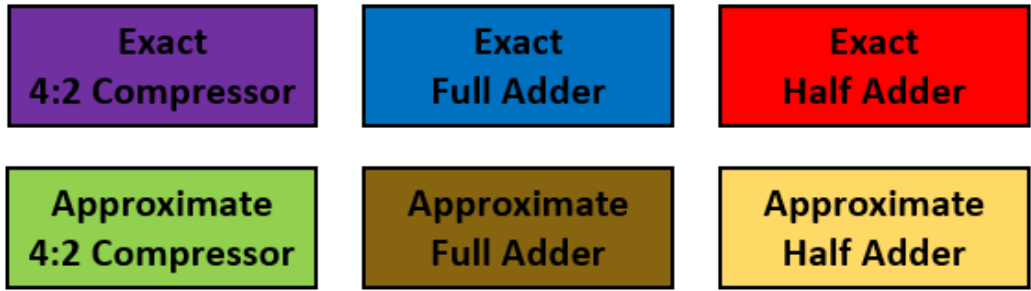 Exact
4:2 Compressor
Exact
Full Adder
Exact
Half Adder
Approximate
4:2 Compressor
Approximate
Full Adder
Approximate
Half Adder